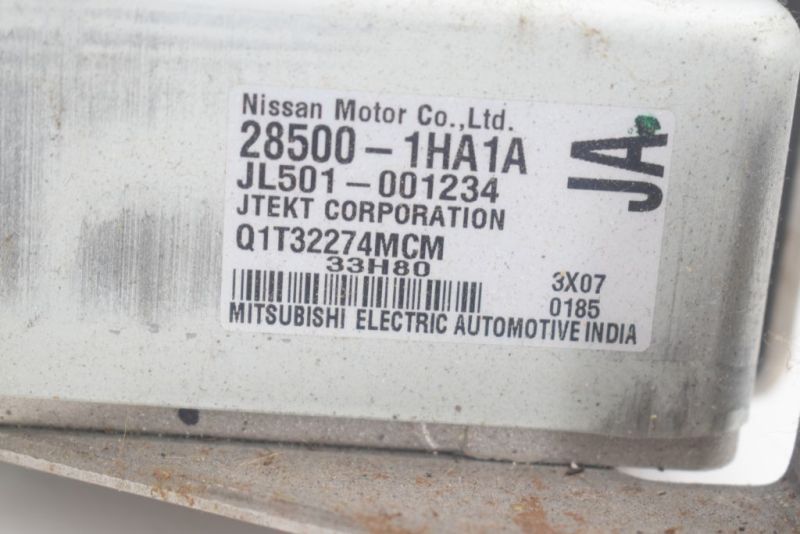 Nissan Motor Co.,Ltd.
28500-1HA1A
JA
JL501-001234
JTEKT CORPORATION
Q1T32274MCM
33H80
3X07
0185
MITSUBISHI ELECTRIC AUTOMOTIVE INDIA